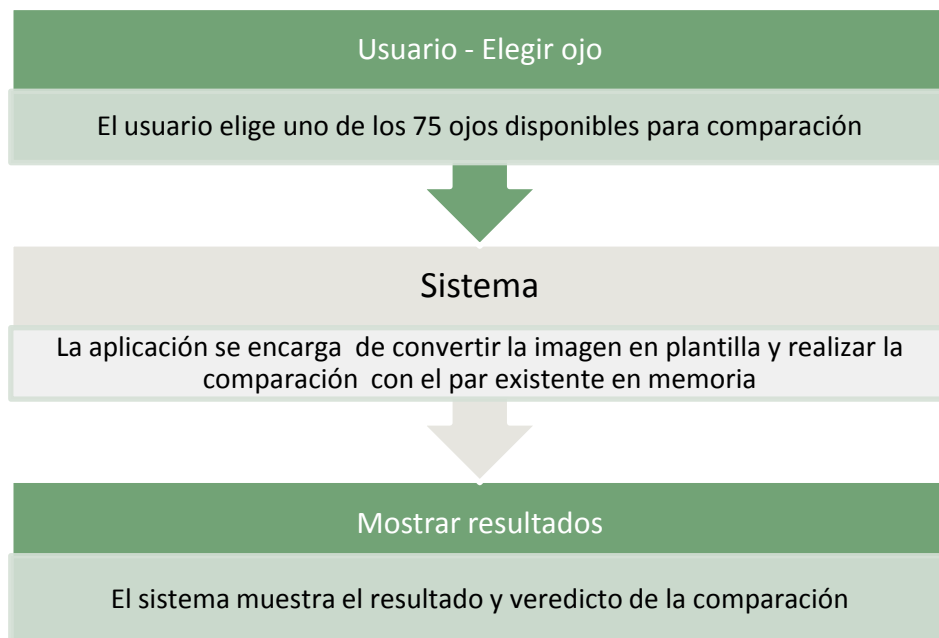 Usuario - Elegir ojo
El usuario elige uno de los 75 ojos disponibles para comparación
Sistema
La aplicación se encarga de convertir la imagen en plantilla y realizar la
comparación con el par existente en memoria
Mostrar resultados
El sistema muestra el resultado y veredicto de la comparación